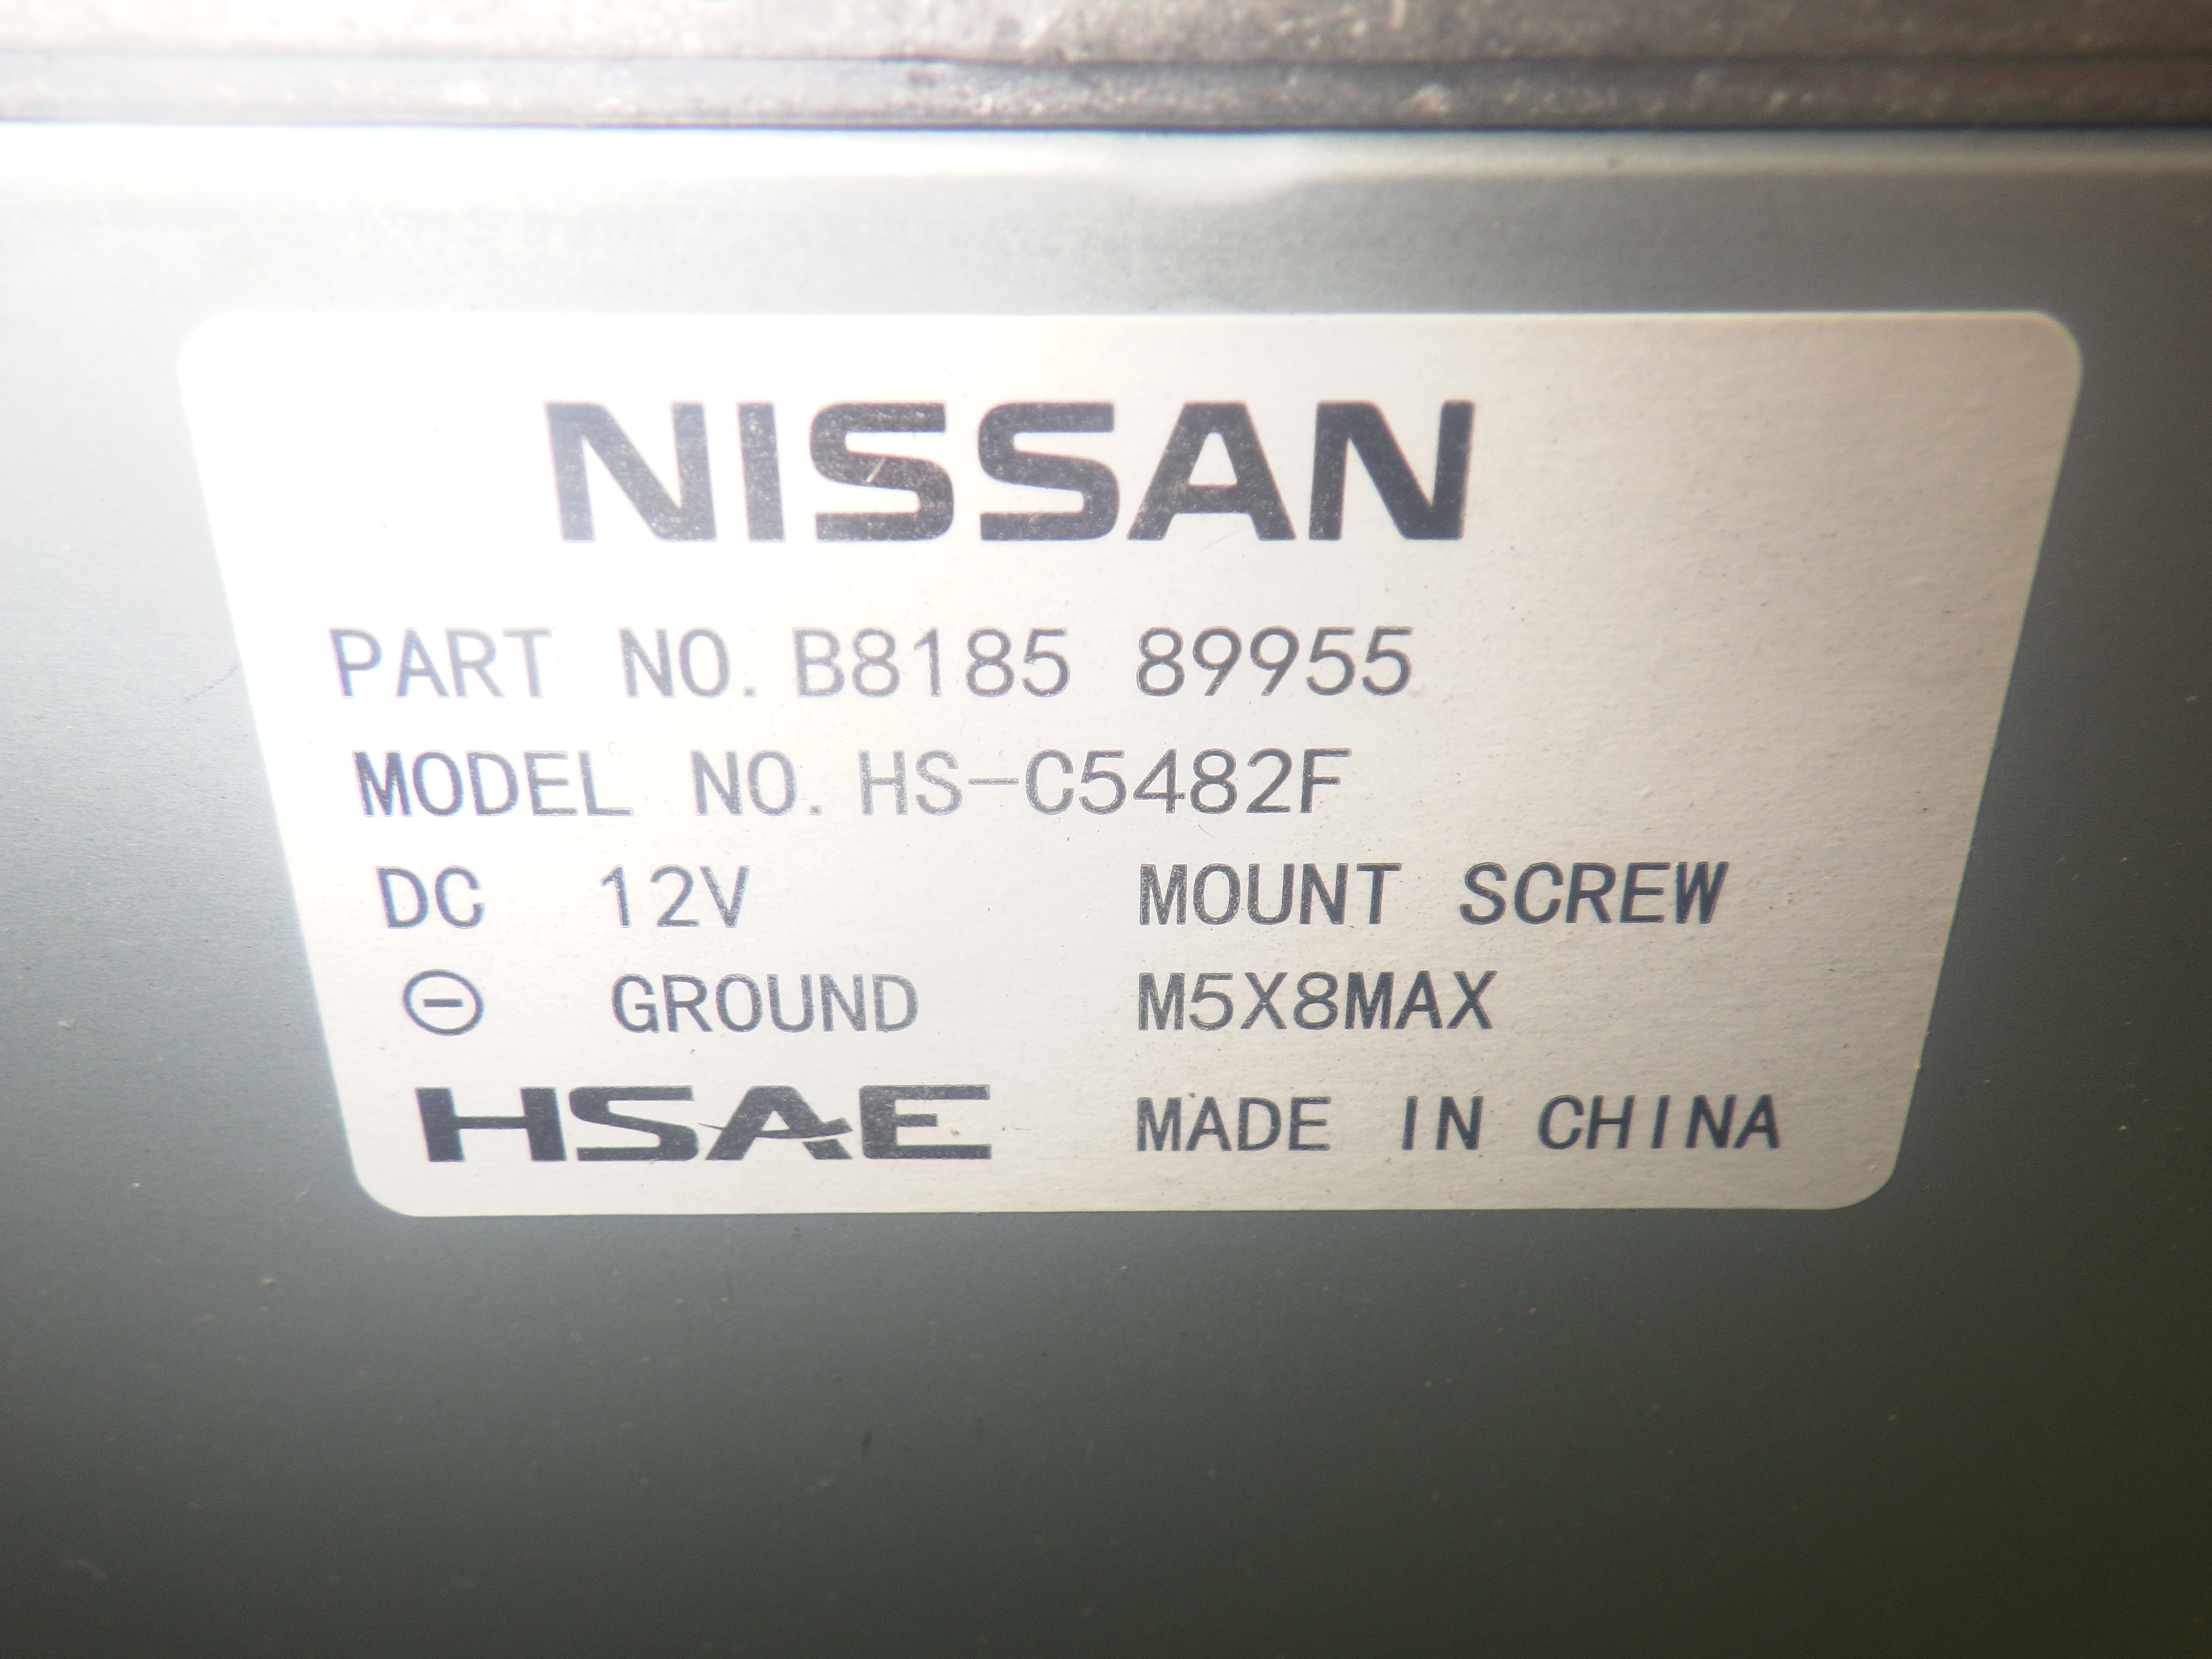 NISSAN
PART NO. B8185 89955
MODEL NO. HS-C5482F
DC 12V MOUNT SCREW
⊖ GROUND M5X8MAX
HSAE MADE IN CHINA